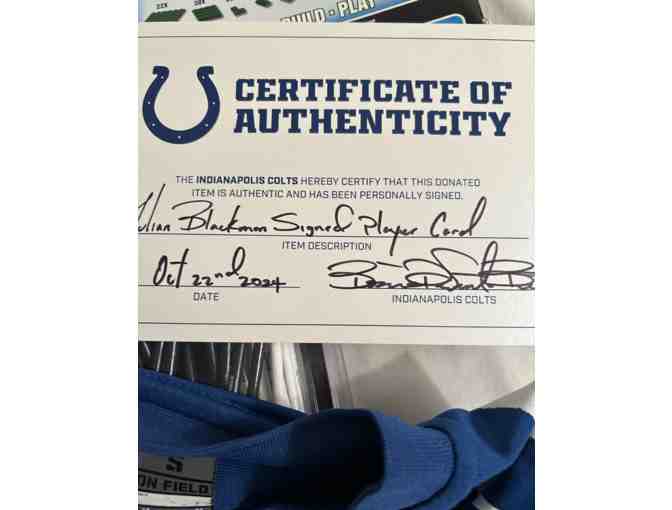 BUILD · PLAY
CERTIFICATE OF
AUTHENTICITY
THE INDIANAPOLIS COLTS HEREBY CERTIFY THAT THIS DONATED
ITEM IS AUTHENTIC AND HAS BEEN PERSONALLY SIGNED.
Blackmon Signed Player Card
ITEM DESCRIPTION
Oct 22nd 2024
DATE
INDIANAPOLIS COLTS
S
ON FIELD